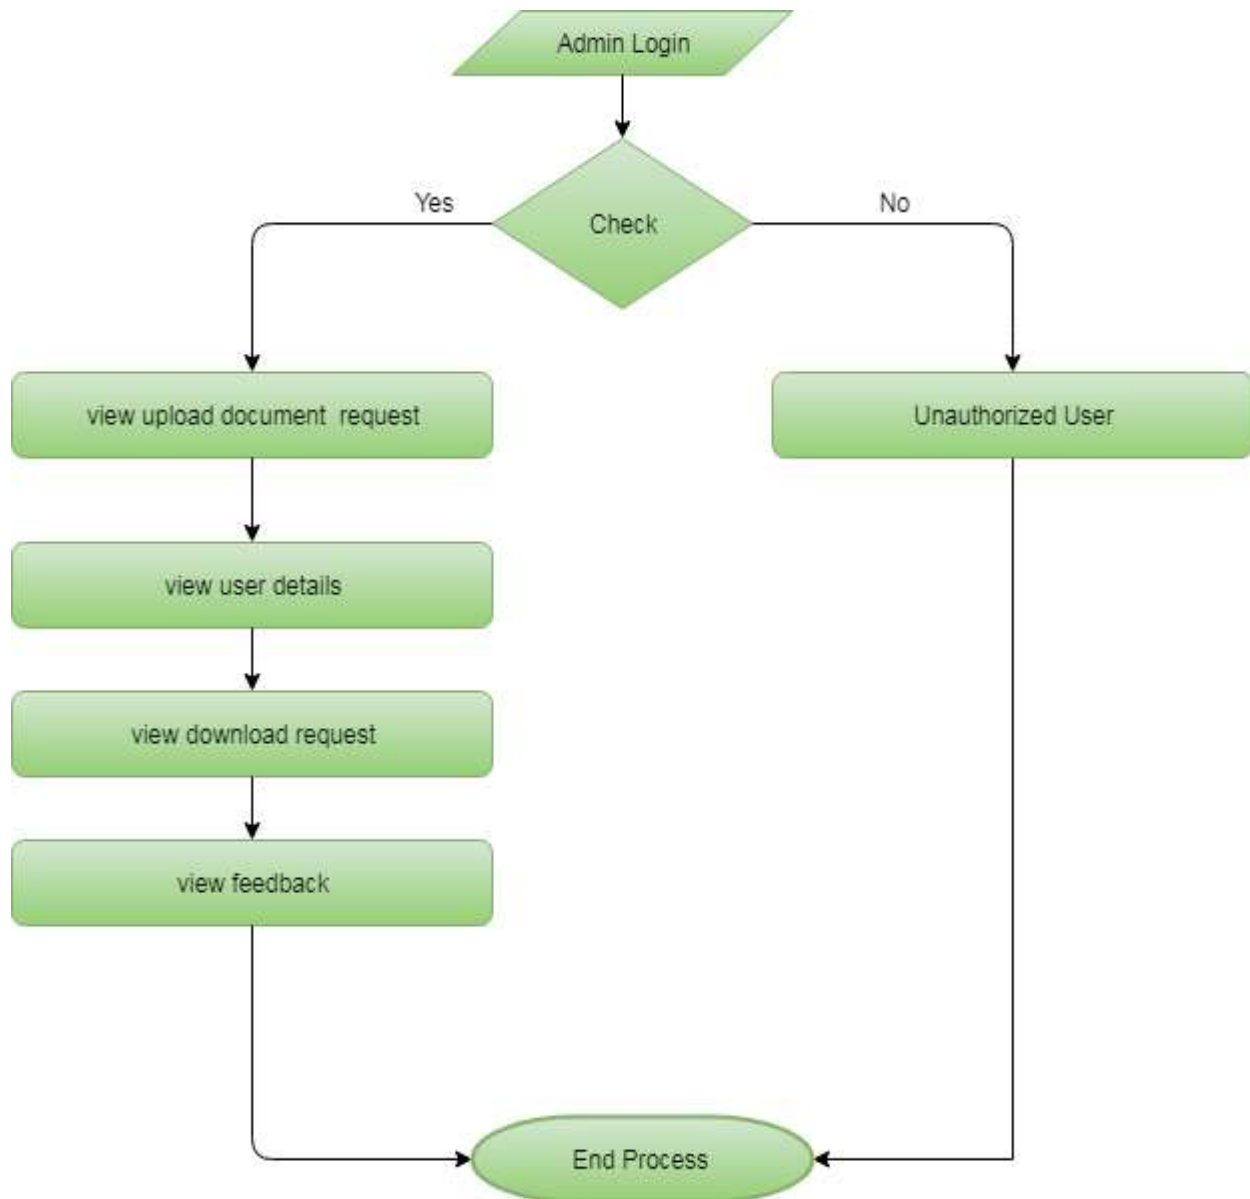 Admin Login
Yes
Check
No
view upload document  request
Unauthorized User
view user details
view download request
view feedback
End Process